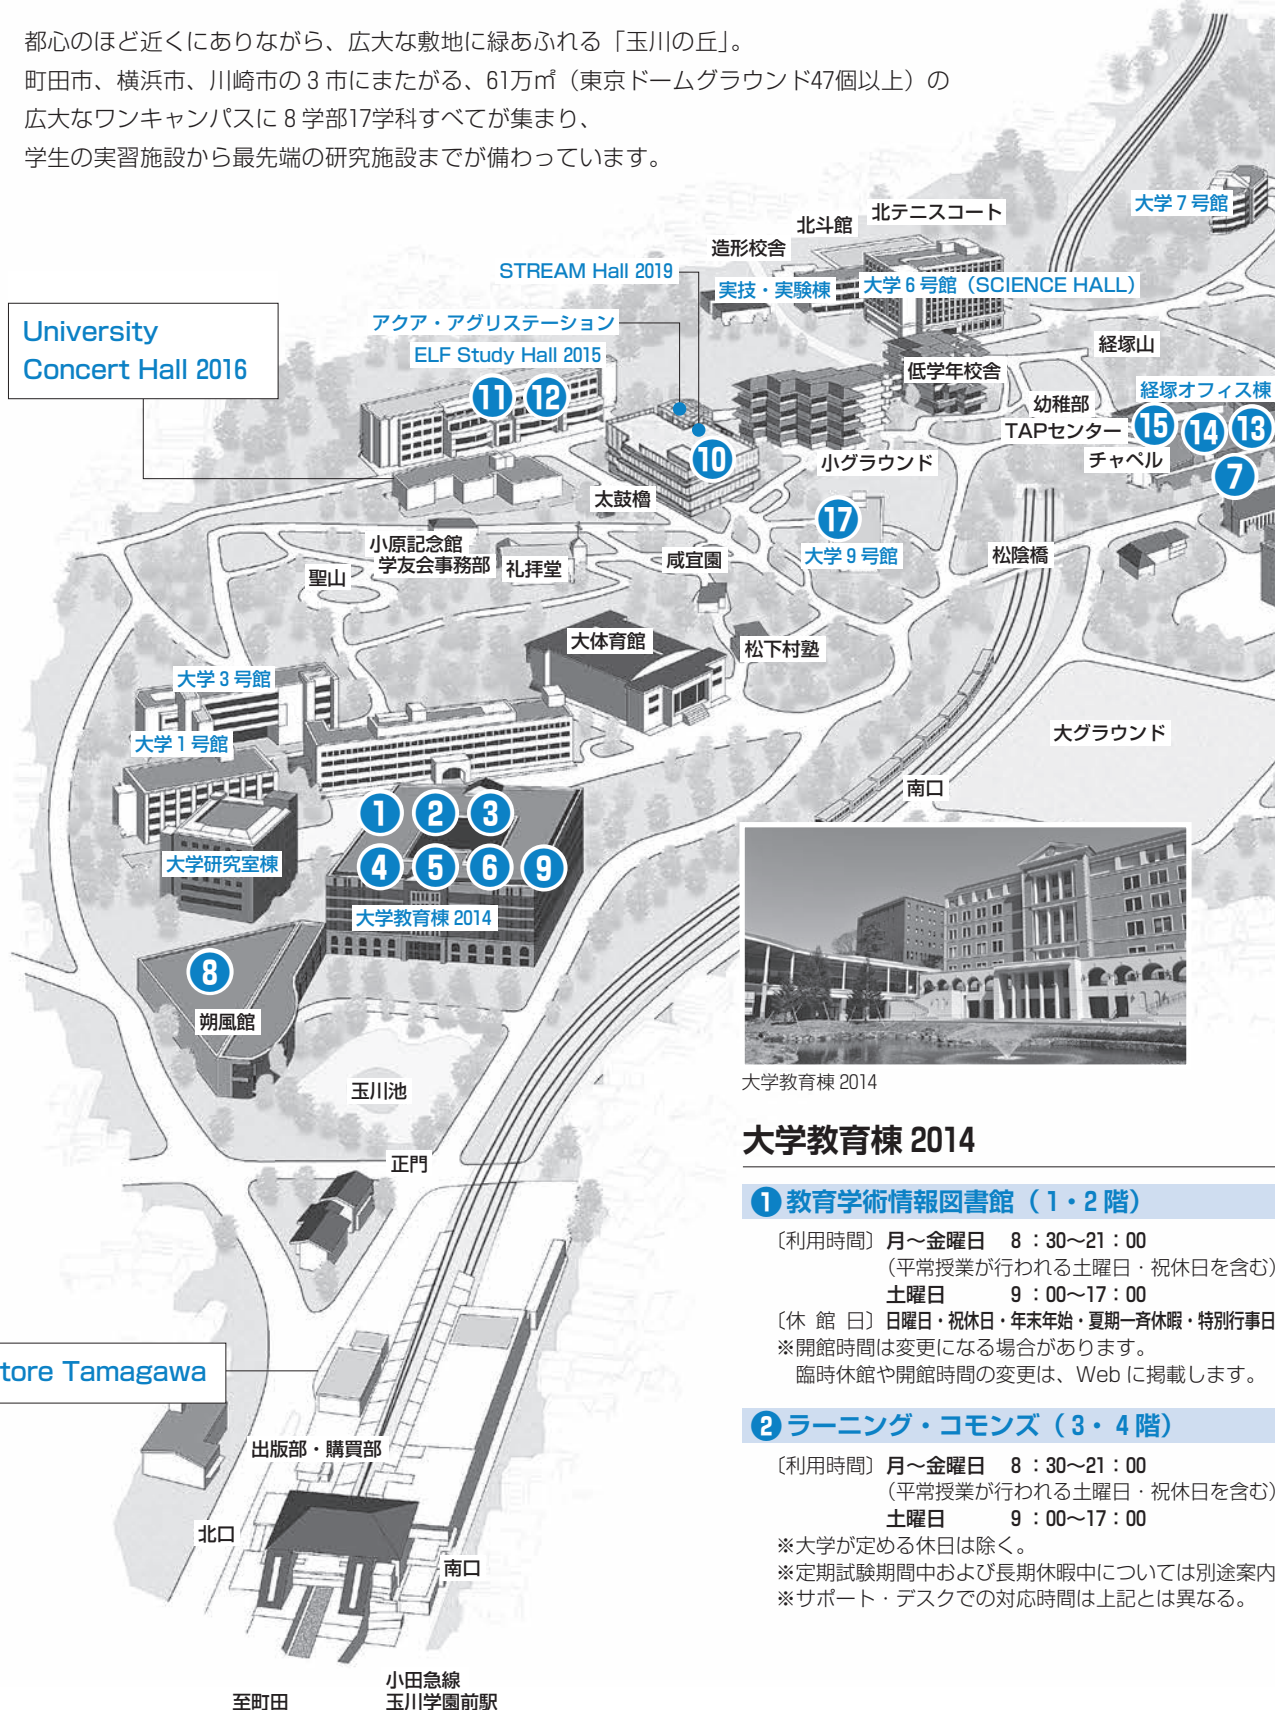 都心のほど近くにありながら、広大な敷地に緑あふれる「玉川の丘」。
町田市、横浜市、川崎市の3市にまたがる、61万㎡（東京ドームグラウンド47個以上）の
広大なワンキャンパスに8学部17学科すべてが集まり、
学生の実習施設から最先端の研究施設までが備わっています。
大学7号館
北テニスコート
北斗館
造形校舎
STREAM Hall 2019
実技・実験棟
大学6号館（SCIENCE HALL）
University
Concert Hall 2016
アクア・アグリステーション
ELF Study Hall 2015
経塚山
低学年校舎
経塚オフィス棟
幼稚部
TAPセンター
チャペル
11 12
15 14 13
7
10
小グラウンド
太鼓櫓
17
大学9号館
小原記念館
学友会事務部
礼拝堂
咸宜園
松陰橋
聖山
大体育館
松下村塾
大学3号館
大学1号館
大グラウンド
南口
1 2 3
4 5 6 9
大学研究室棟
大学教育棟 2014
8
朔風館
玉川池
正門
大学教育棟 2014
大学教育棟 2014
❶教育学術情報図書館（1・2階）
〔利用時間〕月～金曜日　8：30～21：00
（平常授業が行われる土曜日・祝休日を含む）
土曜日　9：00～17：00
〔休 館 日〕日曜日・祝休日・年末年始・夏期一斉休暇・特別行事日
※開館時間は変更になる場合があります。
臨時休館や開館時間の変更は、Web に掲載します。
❷ラーニング・コモンズ（3・4階）
〔利用時間〕月～金曜日　8：30～21：00
（平常授業が行われる土曜日・祝休日を含む）
土曜日　9：00～17：00
※大学が定める休日は除く。
※定期試験期間中および長期休暇中については別途案内
※サポート・デスクでの対応時間は上記とは異なる。
tore Tamagawa
出版部・購買部
北口
南口
小田急線
玉川学園前駅
至町田